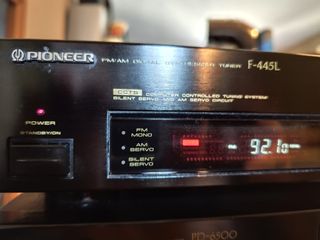 PIONEER
FM/AM DIGITAL SYNTHESIZER TUNER F-445L
CCTS COMPUTER CONTROLLED TUNING SYSTEM
SILENT SERVO AND AM SERVO CIRCUIT
POWER
STANDBY/ON
FM
MONO
AM
SERVO
SILENT
SERVO
92.10
PD-6500